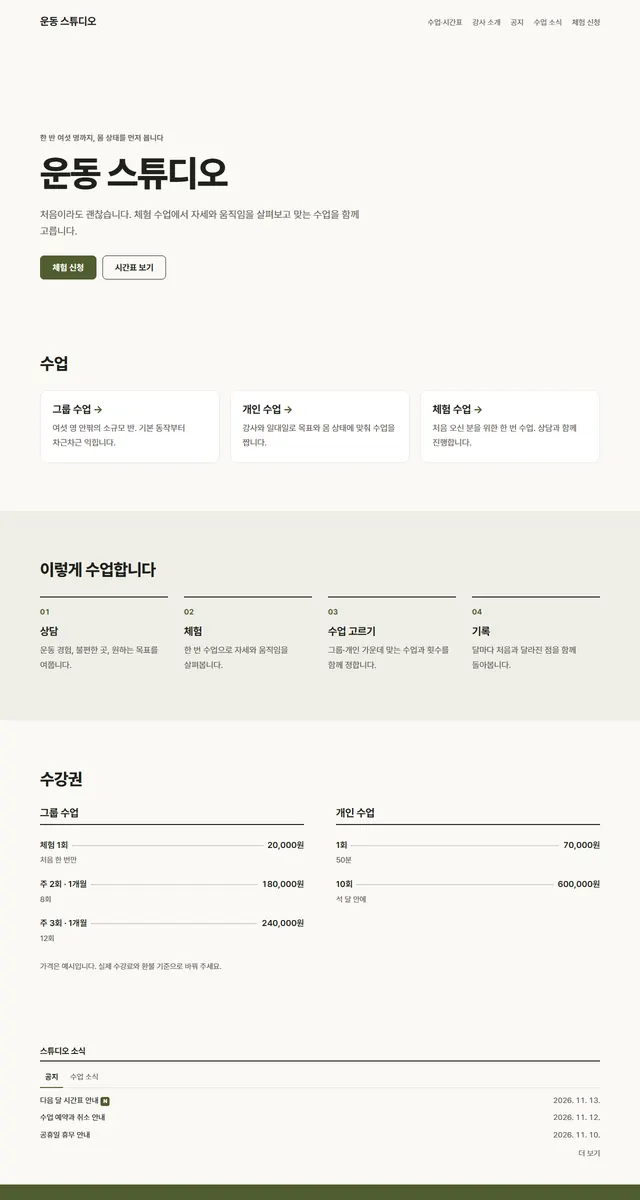 운동 스튜디오
수업·시간표 강사 소개 공지 수업 소식 체험 신청
한 반 여섯 명까지, 몸 상태를 먼저 봅니다
운동 스튜디오
처음이라도 괜찮습니다. 체험 수업에서 자세와 움직임을 살펴보고 맞는 수업을 함께
고릅니다.
체험 신청 시간표 보기
수업
그룹 수업 →
여섯 명 안팎의 소규모 반. 기본 동작부터
차근차근 익힙니다.
개인 수업 →
강사와 일대일로 목표와 몸 상태에 맞춰 수업을
짭니다.
체험 수업 →
처음 오신 분을 위한 한 번 수업. 상담과 함께
진행합니다.
이렇게 수업합니다
01
상담
운동 경험, 불편한 곳, 원하는 목표를
여쭙니다.
02
체험
한 번 수업으로 자세와 움직임을
살펴봅니다.
03
수업 고르기
그룹·개인 가운데 맞는 수업과 횟수를
함께 정합니다.
04
기록
달마다 처음과 달라진 점을 함께
돌아봅니다.
수강권
그룹 수업
체험 1회 20,000원
처음 한 번만
주 2회 · 1개월 180,000원
8회
주 3회 · 1개월 240,000원
12회
개인 수업
1회 70,000원
50분
10회 600,000원
석 달 안에
가격은 예시입니다. 실제 수강료와 환불 기준으로 바꿔 주세요.
스튜디오 소식
공지 수업 소식
다음 달 시간표 안내 N 2026. 11. 13.
수업 예약과 취소 안내 2026. 11. 12.
공휴일 휴무 안내 2026. 11. 10.
더 보기